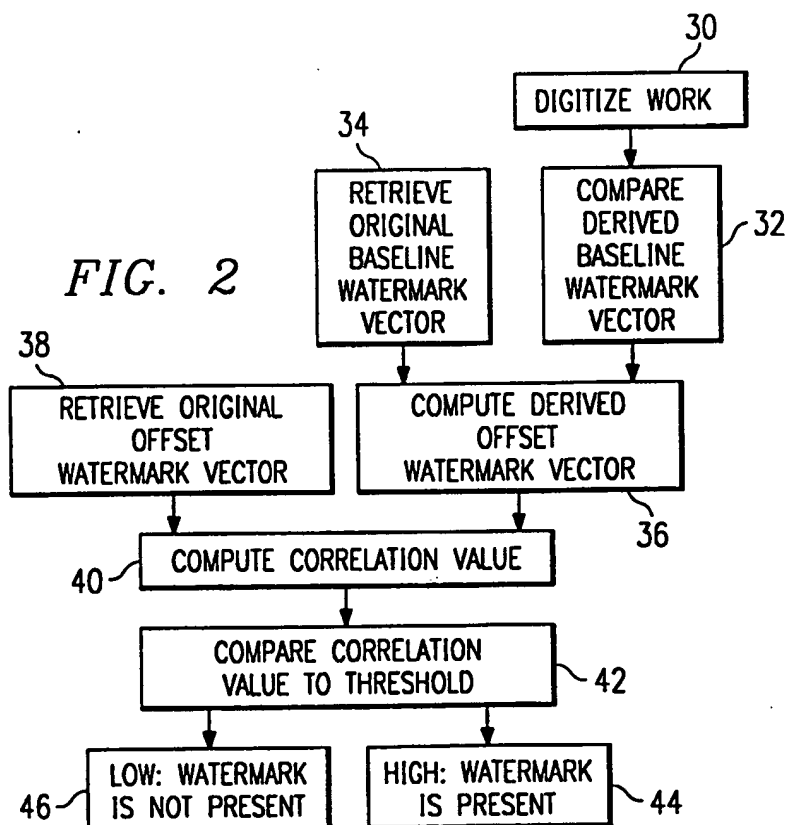 30
DIGITIZE WORK
34
RETRIEVE
ORIGINAL
BASELINE
WATERMARK
VECTOR
COMPARE
DERIVED
BASELINE
WATERMARK
VECTOR
32
FIG. 2
38
RETRIEVE ORIGINAL
OFFSET
WATERMARK VECTOR
COMPUTE DERIVED
OFFSET
WATERMARK VECTOR
36
40
COMPUTE CORRELATION VALUE
COMPARE CORRELATION
VALUE TO THRESHOLD
42
LOW: WATERMARK
IS NOT PRESENT
46
HIGH: WATERMARK
IS PRESENT
44